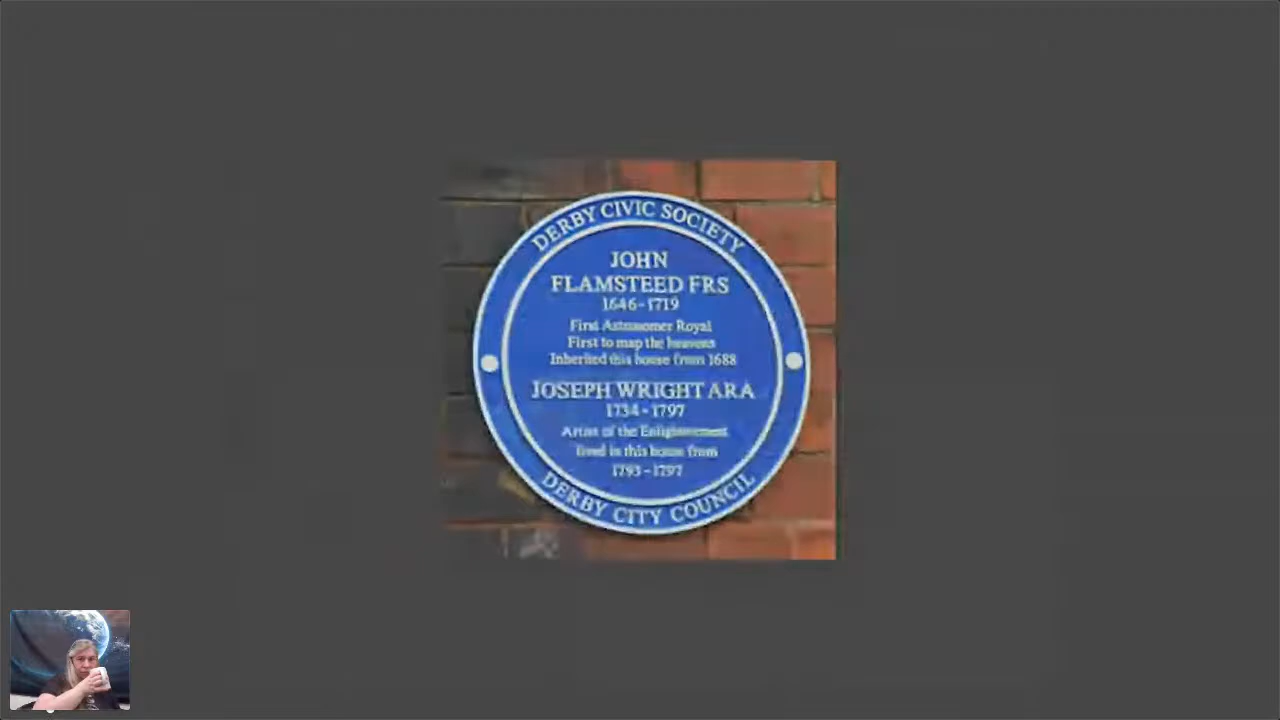 DERBY CIVIC SOCIETY
JOHN
FLAMSTEED FRS
1646-1719
First Astronomer Royal
First to map the heavens
Inherited this house from 1688
JOSEPH WRIGHT ARA
1734-1797
Artist of the Enlightenment
lived in this house from
1793-1797
DERBY CITY COUNCIL